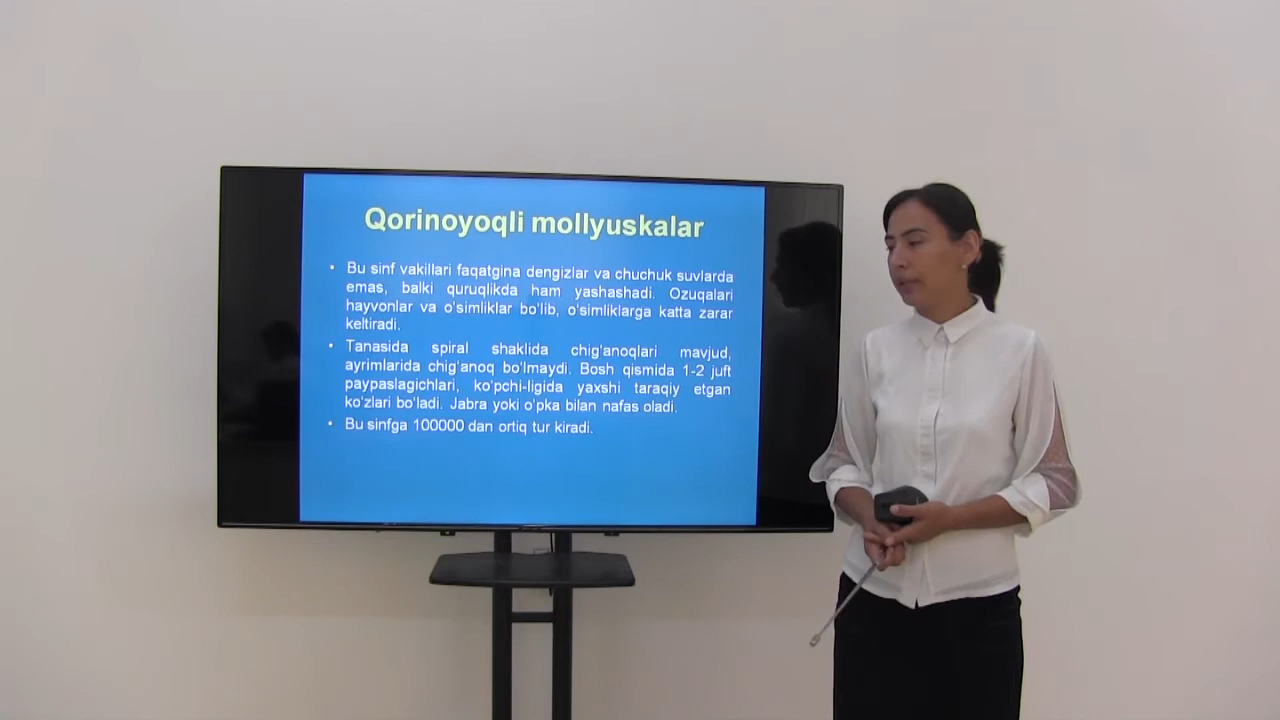 Qorinoyoqli mollyuskalar
• Bu sinf vakillari faqatgina dengizlar va chuchuk suvlarda
emas, balki quruqlikda ham yashashadi. Ozuqalari
hayvonlar va o'simliklar bo'lib, o'simliklarga katta zarar
keltiradi.
• Tanasida spiral shaklida chig'anoqlari mavjud,
ayrimlarida chig'anoq bo'lmaydi. Bosh qismida 1-2 juft
paypaslagichlari, ko'pchi-ligida yaxshi taraqiy etgan
ko'zlari bo'ladi. Jabra yoki o'pka bilan nafas oladi.
• Bu sinfga 100000 dan ortiq tur kiradi.